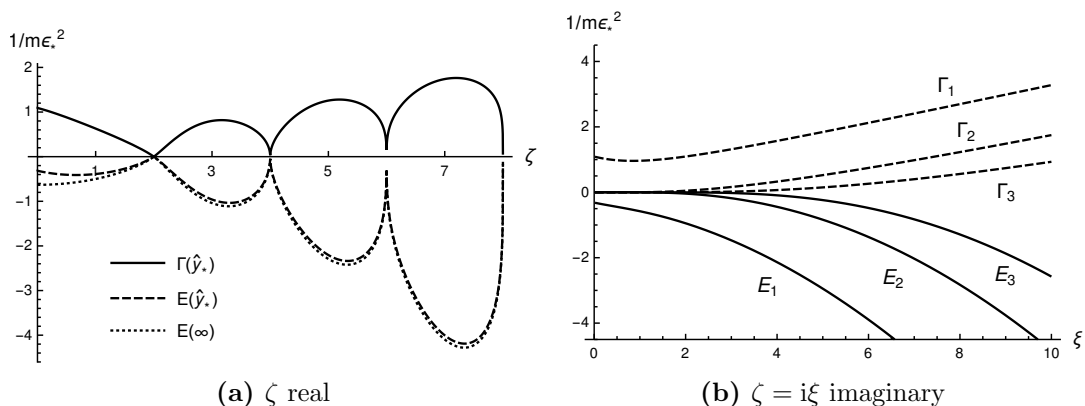 1/mϵ⋆²
2
1
-1
-2
-3
-4
1
3
5
7
ζ
Γ(ŷ⋆)
E(ŷ⋆)
E(∞)
(a) ζ real
1/mϵ⋆²
4
2
0
-2
-4
0
2
4
6
8
10
ξ
Γ₁
Γ₂
Γ₃
E₁
E₂
E₃
(b) ζ = iξ imaginary